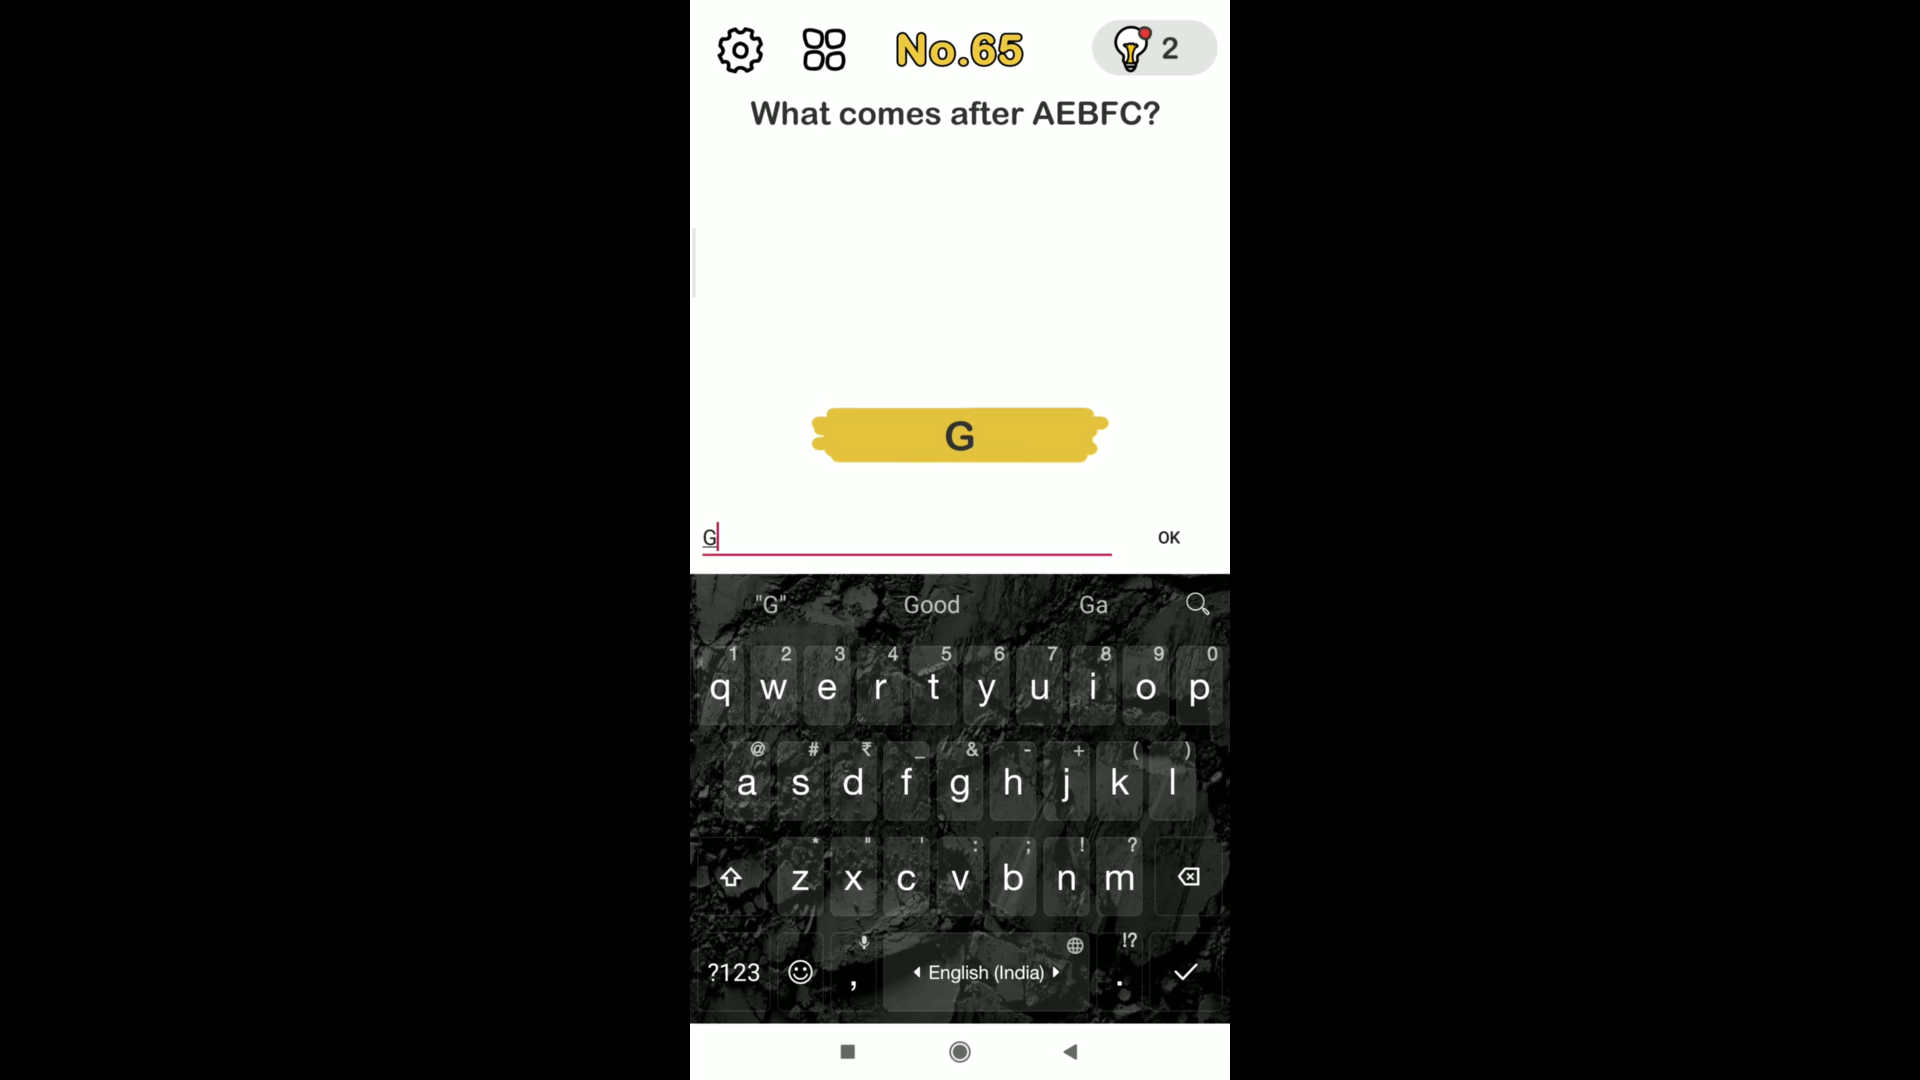 No.65
2
What comes after AEBFC?
G
G
OK
"G" Good Ga
1 2 3 4 5 6 7 8 9 0
q w e r t y u i o p
@ # ₹ _ & - + ( )
a s d f g h j k l
* " ' : ; ! ?
z x c v b n m
!?
?123 , English (India) .